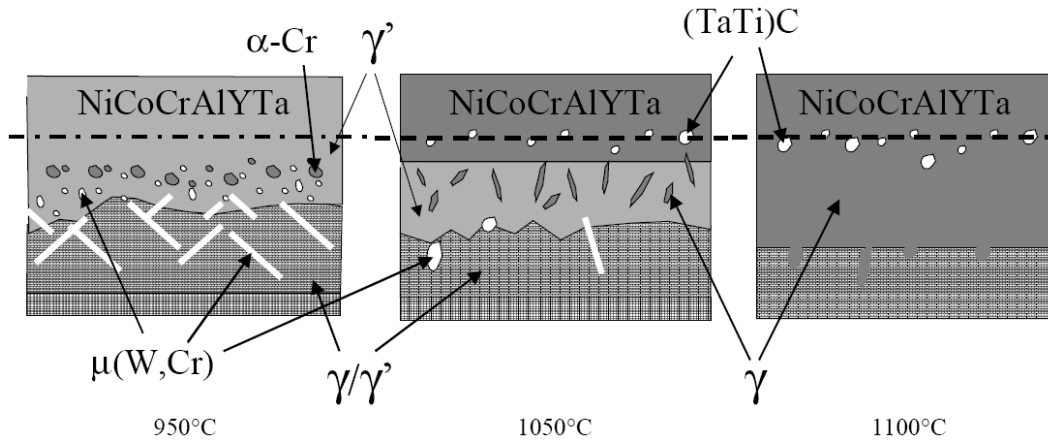 α-Cr
γ’
(TaTi)C
NiCoCrAlYTa
NiCoCrAlYTa
NiCoCrAlYTa
μ(W,Cr)
γ/γ’
γ
950°C
1050°C
1100°C